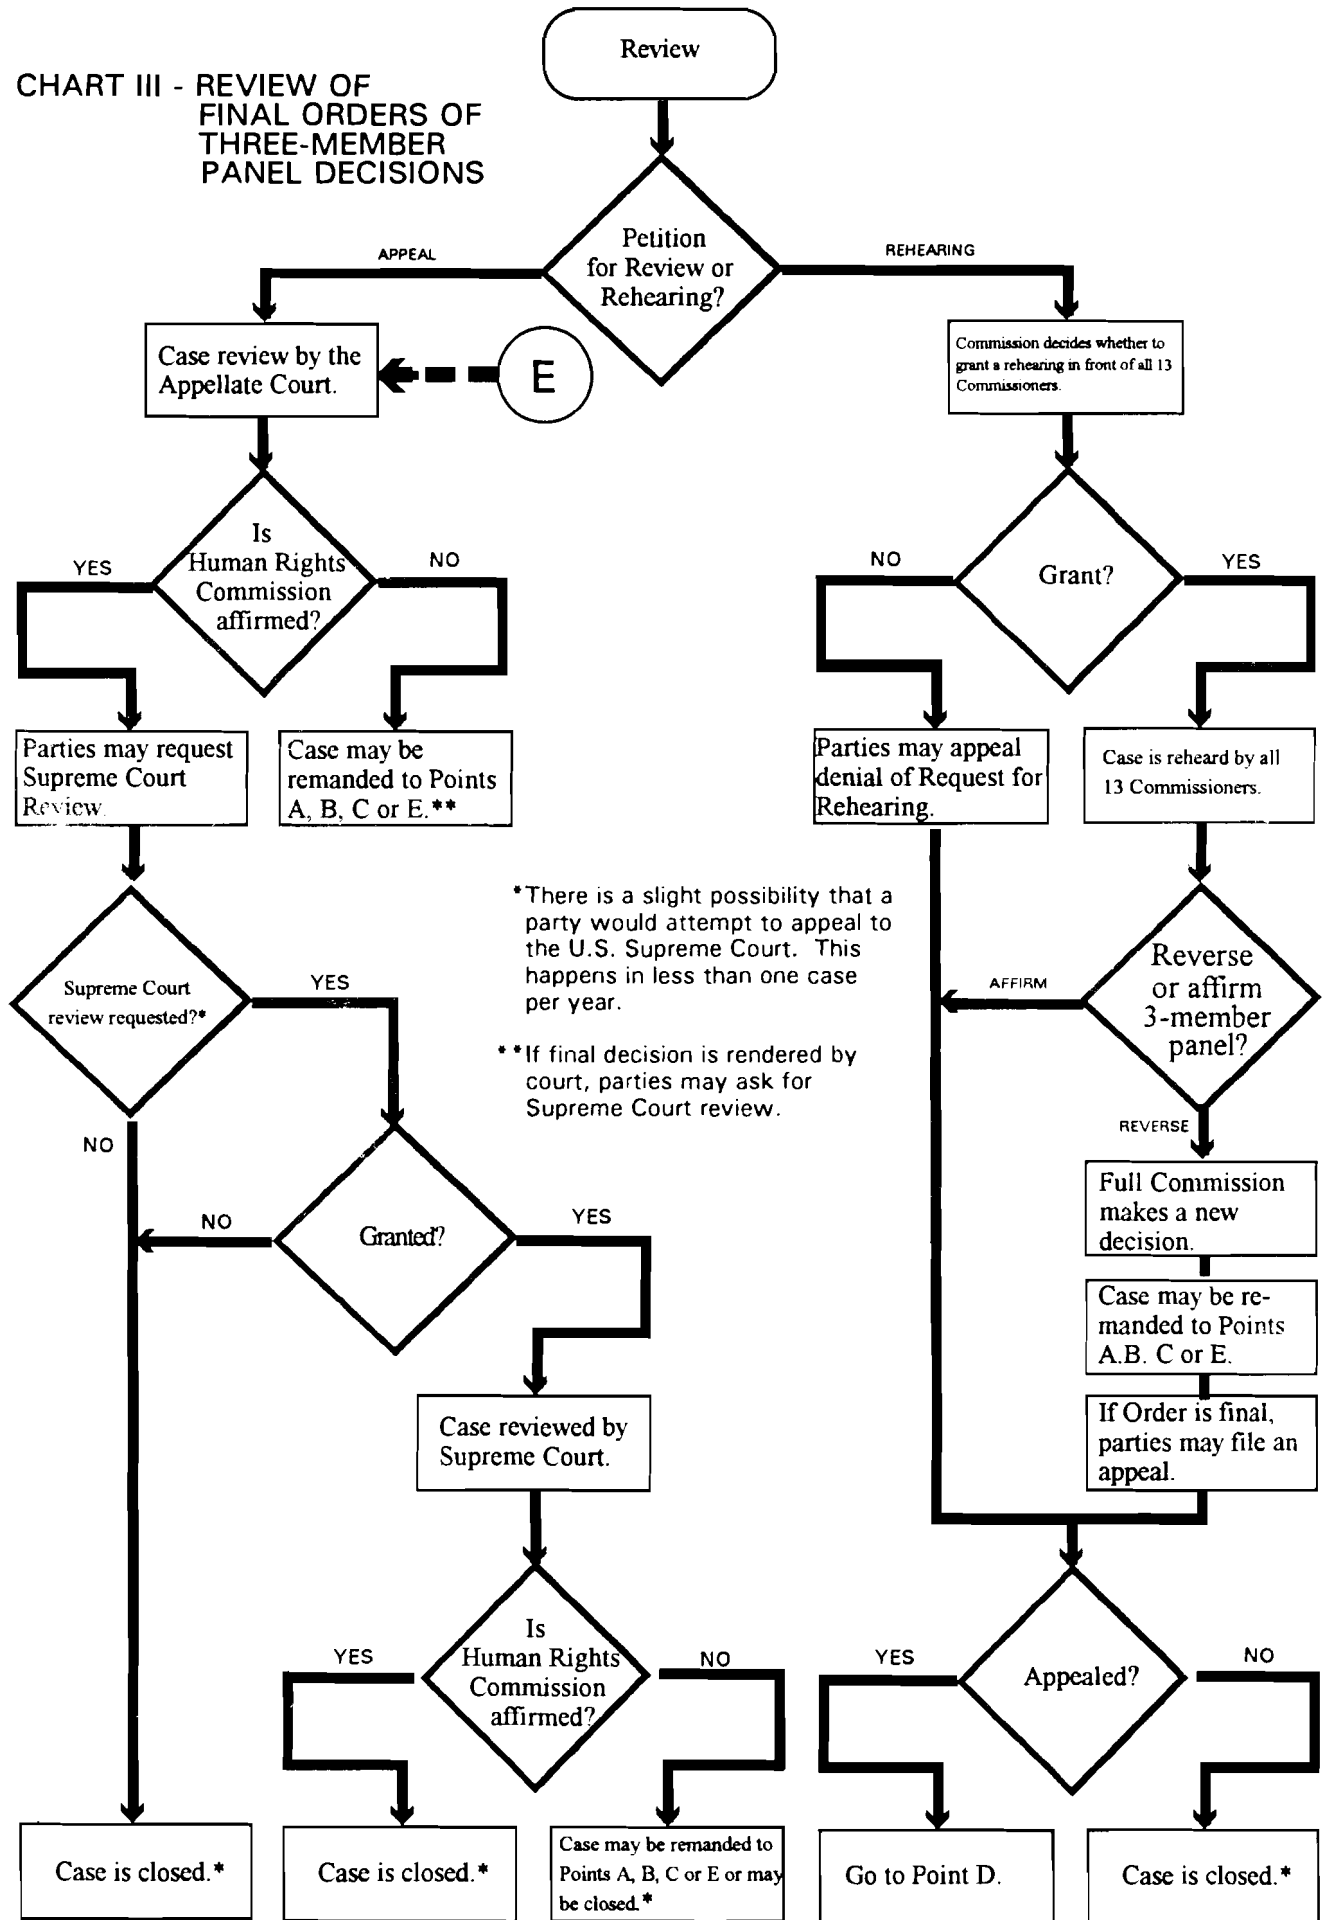 Review
CHART III - REVIEW OF
FINAL ORDERS OF
THREE-MEMBER
PANEL DECISIONS
Petition
for Review or
Rehearing?
APPEAL
REHEARING
Case review by the
Appellate Court.
E
Commission decides whether to
grant a rehearing in front of all 13
Commissioners.
Is
Human Rights
Commission
affirmed?
YES
NO
Grant?
NO
YES
Parties may request
Supreme Court
Review.
Case may be
remanded to Points
A, B, C or E.**
Parties may appeal
denial of Request for
Rehearing.
Case is reheard by all
13 Commissioners.
*There is a slight possibility that a
party would attempt to appeal to
the U.S. Supreme Court. This
happens in less than one case
per year.
**If final decision is rendered by
court, parties may ask for
Supreme Court review.
Supreme Court
review requested?*
YES
NO
Reverse
or affirm
3-member
panel?
AFFIRM
REVERSE
Granted?
NO
YES
Full Commission
makes a new
decision.
Case may be re-
manded to Points
A.B. C or E.
If Order is final,
parties may file an
appeal.
Case reviewed by
Supreme Court.
Is
Human Rights
Commission
affirmed?
YES
NO
Appealed?
YES
NO
Case is closed.*
Case is closed.*
Case may be remanded to
Points A, B, C or E or may
be closed.*
Go to Point D.
Case is closed.*